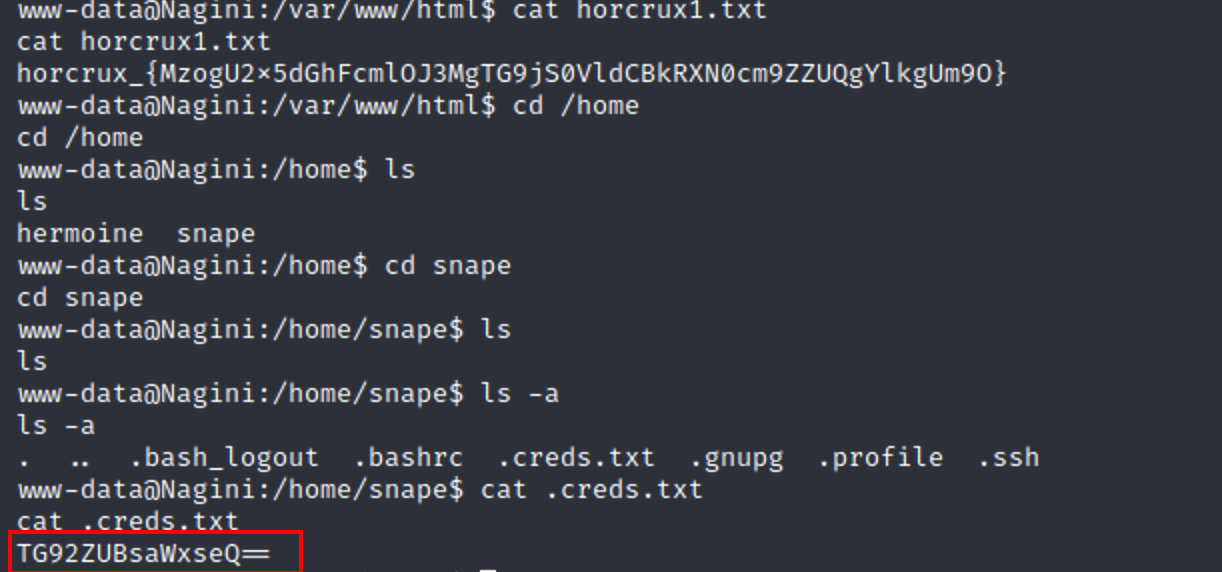 www-data@Nagini:/var/www/html$ cat horcrux1.txt
cat horcrux1.txt
horcrux_{MzogU2x5dGhFcmlOJ3MgTG9jS0VldCBkRXN0cm9ZZUQgYlkgUm9O}
www-data@Nagini:/var/www/html$ cd /home
cd /home
www-data@Nagini:/home$ ls
ls
hermoine  snape
www-data@Nagini:/home$ cd snape
cd snape
www-data@Nagini:/home/snape$ ls
ls
www-data@Nagini:/home/snape$ ls -a
ls -a
.  ..  .bash_logout  .bashrc  .creds.txt  .gnupg  .profile  .ssh
www-data@Nagini:/home/snape$ cat .creds.txt
cat .creds.txt
TG92ZUBsaWxseQ==